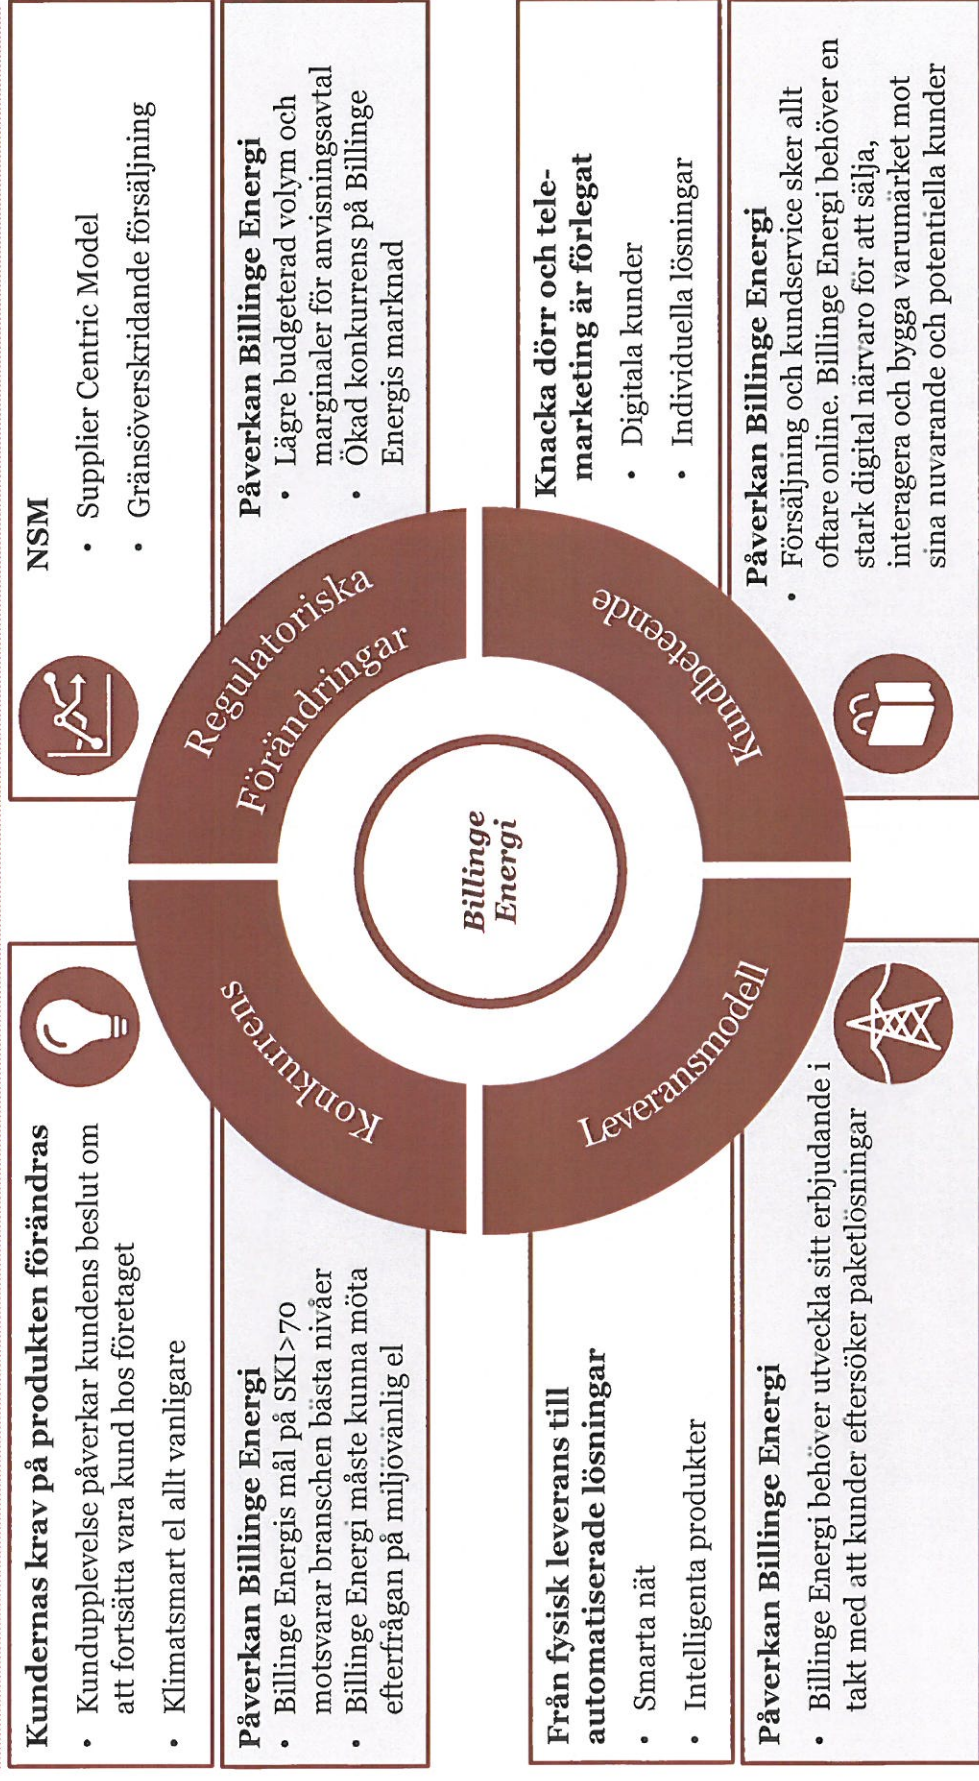 Kundernas krav på produkten förändras
• Kundupplevelse påverkar kundens beslut om
att fortsätta vara kund hos företaget
• Klimatsmart el allt vanligare
Påverkan Billinge Energi
• Billinge Energis mål på SKI>70
motsvarar branschen bästa nivåer
• Billinge Energi måste kunna möta
efterfrågan på miljövänlig el
Konkurrens
NSM
• Supplier Centric Model
• Gränsöverskridande försäljning
Påverkan Billinge Energi
• Lägre budgeterad volym och
marginaler för anvisningsavtal
• Ökad konkurrens på Billinge
Energis marknad
Regulatoriska
Förändringar
Billinge
Energi
Från fysisk leverans till
automatiserade lösningar
• Smarta nät
• Intelligenta produkter
Påverkan Billinge Energi
• Billinge Energi behöver utveckla sitt erbjudande i
takt med att kunder eftersöker paketlösningar
Leveransmodell
Knacka dörr och tele-
marketing är förlegat
• Digitala kunder
• Individuella lösningar
Påverkan Billinge Energi
• Försäljning och kundservice sker allt
oftare online. Billinge Energi behöver en
stark digital närvaro för att sälja,
interagera och bygga varumärket mot
sina nuvarande och potentiella kunder
Kundbeteende